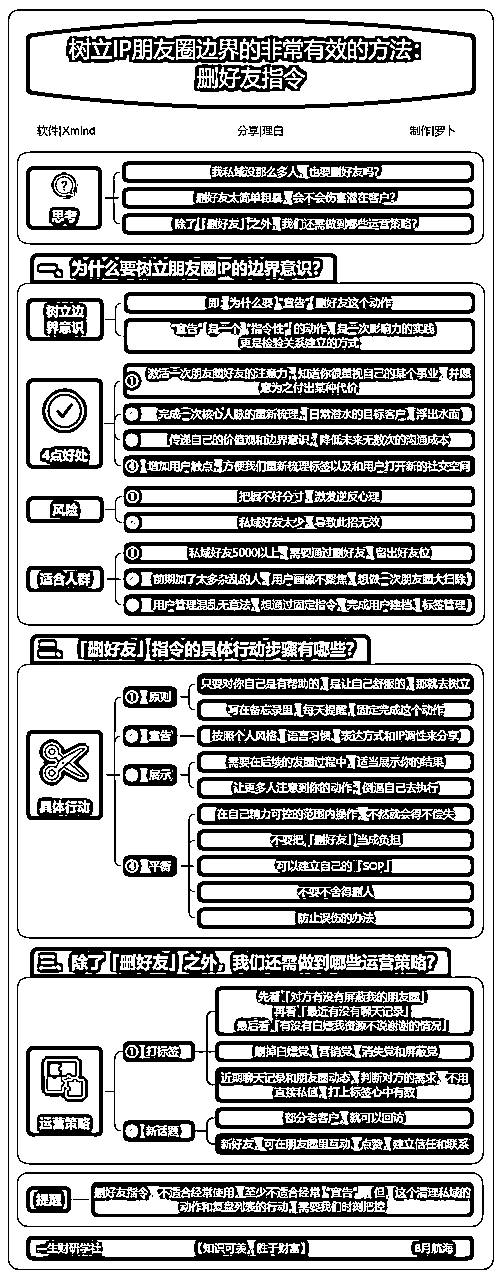 树立IP朋友圈边界的非常有效的方法：
删好友指令
软件|Xmind 分享|理白 制作|罗卜
思考
我私域没那么多人，也要删好友吗？
删好友太简单粗暴，会不会伤害潜在客户？
除了「删好友」之外，我们还需做到哪些运营策略？
一、为什么要树立朋友圈IP的边界意识？
树立边
界意识
即：为什么要"宣告"删好友这个动作
"宣告"是一个"指令性"的动作，是一次影响力的实践
更是检验关系建立的方式
4点好处
① 激活一次朋友圈好友的注意力，知道你很重视自己的某个事业，并愿
意为之付出某种代价
完成一次核心人脉的重新梳理，日常潜水的目标客户，浮出水面
传递自己的价值观和边界意识，降低未来无数次的沟通成本
④ 增加用户触点，方便我们重新梳理标签以及和用户打开新的社交空间
风险
① 把握不好分寸，激发逆反心理
私域好友太少，导致此招无效
适合人群
① 私域好友5000以上，需要通过删好友，留出好友位
前期加了太多杂乱的人，用户画像不聚焦，想做一次朋友圈大扫除
用户管理混乱无章法，想通过固定指令，完成用户建档、标签管理
二、「删好友」指令的具体行动步骤有哪些？
具体行动
① 原则
只要对你自己是有帮助的，是让自己舒服的，那就去树立
写在备忘录里，每天提醒，固定完成这个动作
宣告
按照个人风格、语言习惯、表达方式和IP调性来分享
展示
需要在后续的发圈过程中，适当展示你的结果
让更多人注意到你的动作，倒逼自己去执行
④ 平衡
在自己精力可控的范围内操作，不然就会得不偿失
不要把「删好友」当成负担
可以建立自己的「SOP」
不要不舍得删人
防止误伤的办法
三、除了「删好友」之外，我们还需做到哪些运营策略？
运营策略
① 打标签
先看「对方有没有屏蔽我的朋友圈」
再看「最近有没有聊天记录」
最后看「有没有白嫖我资源不说谢谢的情况」
删掉白嫖党、营销党、消失党和屏蔽党
近期聊天记录和朋友圈动态，判断对方的需求，不用
直接私信，打上标签心中有数
新话题
部分老客户，就可以回访
新好友，可在朋友圈里互动、点赞，建立信任和联系
提醒
删好友指令，不适合经常使用，至少不适合经常"宣告"，但，这个清理私域的
动作和复盘列表的行动，需要我们时刻把控
生财研学社 【知识可羡，胜于财富】 8月航海